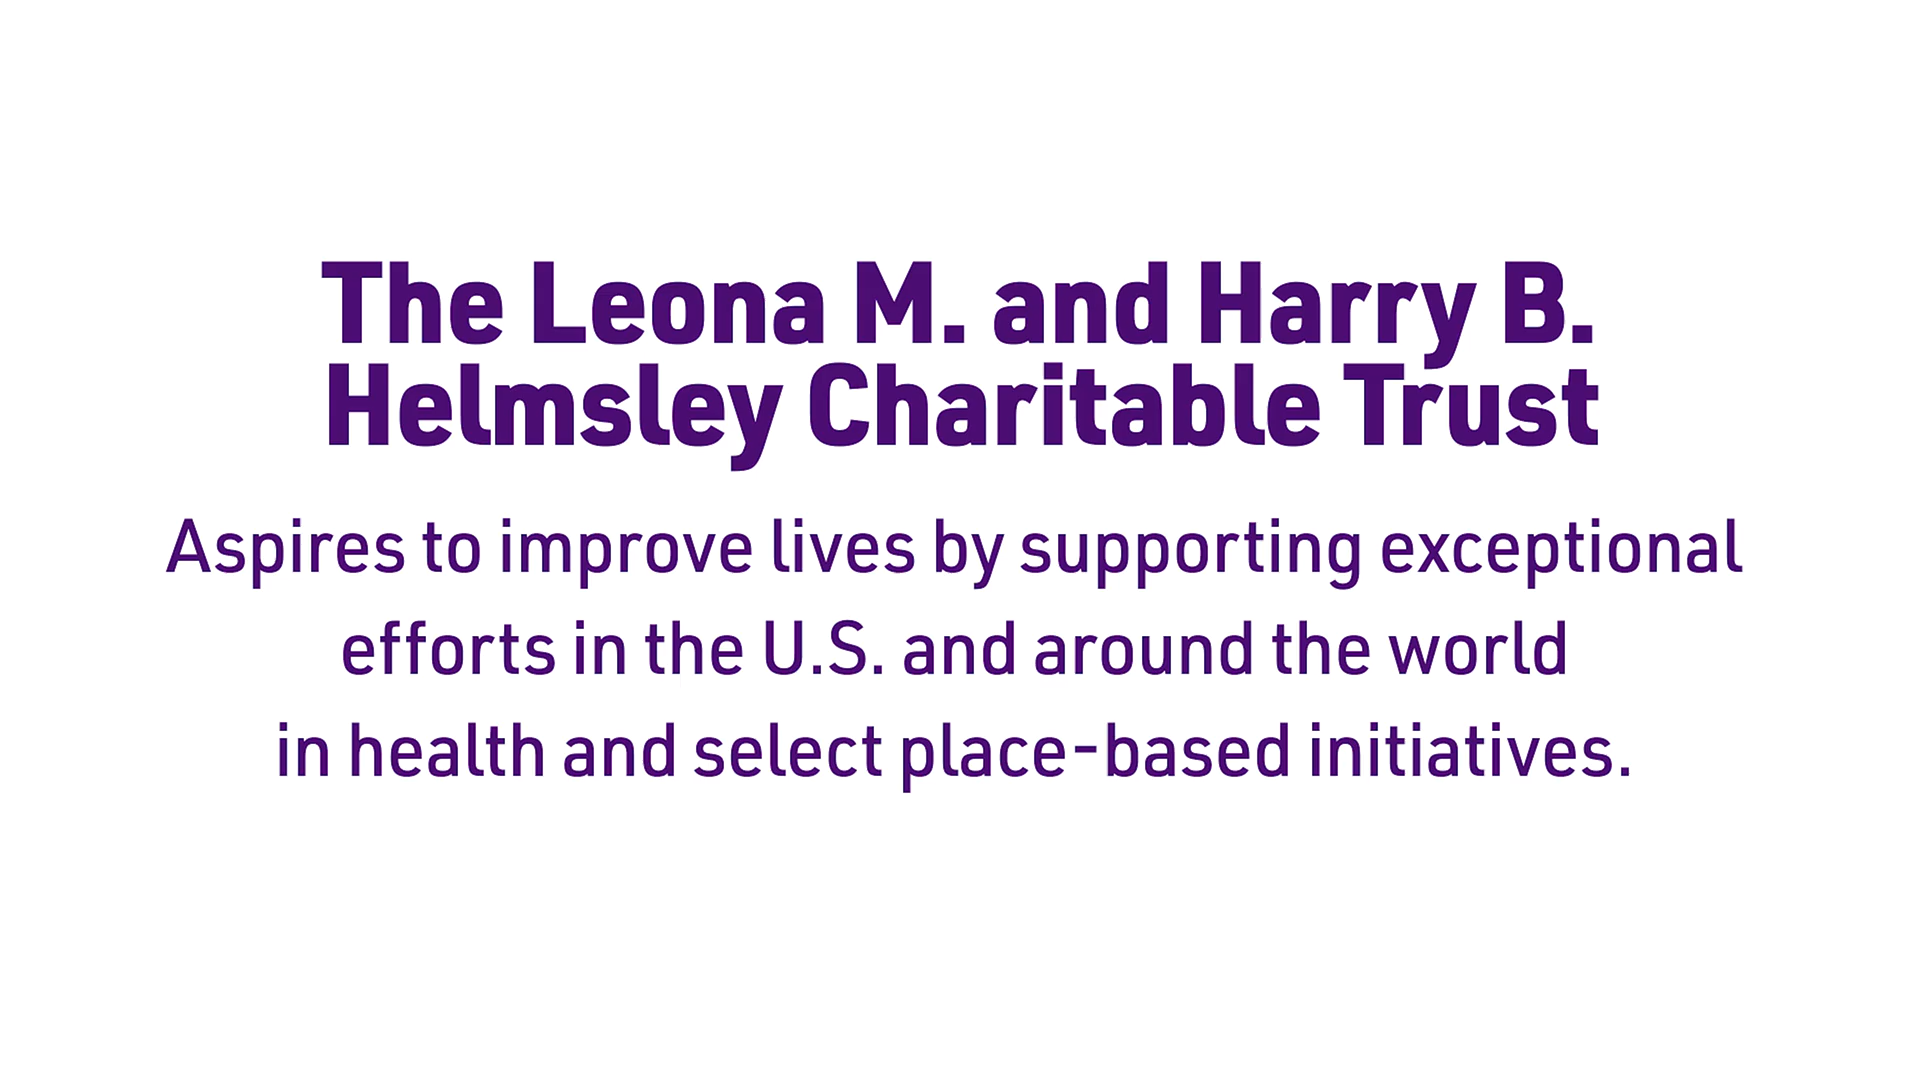 The Leona M. and Harry B.
Helmsley Charitable Trust
Aspires to improve lives by supporting exceptional
efforts in the U.S. and around the world
in health and select place-based initiatives.